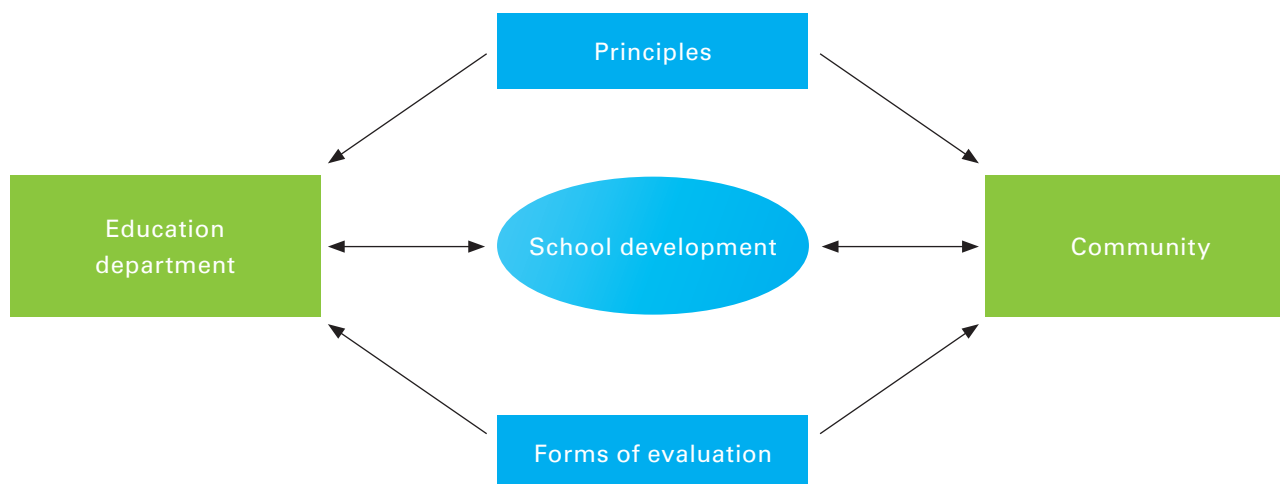 Principles
Education
department
School development
Community
Forms of evaluation